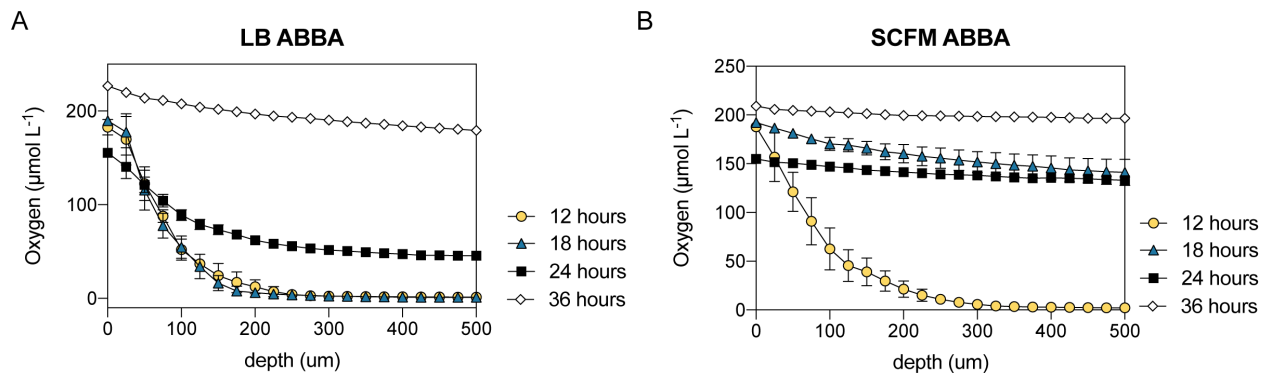 A
LB ABBA
Oxygen (µmol L-1)
200
100
0
0 100 200 300 400 500
depth (um)
12 hours
18 hours
24 hours
36 hours
B
SCFM ABBA
Oxygen (µmol L-1)
250
200
150
100
50
0
0 100 200 300 400 500
depth (um)
12 hours
18 hours
24 hours
36 hours